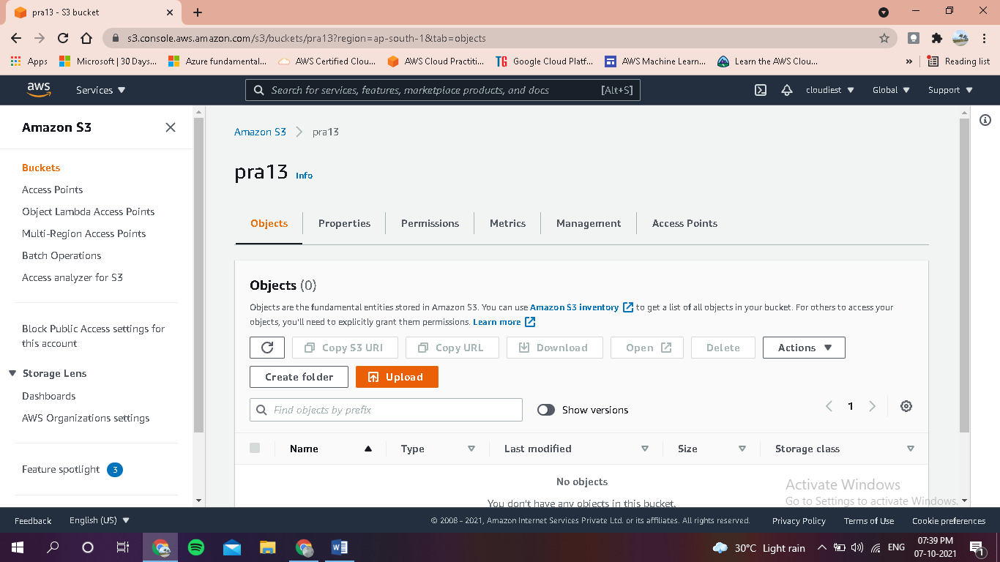 pra13 - S3 bucket
s3.console.aws.amazon.com/s3/buckets/pra13?region=ap-south-1&tab=objects
Apps Microsoft | 30 Days... Azure fundamental... AWS Certified Clou... AWS Cloud Practiti... TG Google Cloud Platf... AWS Machine Learn... Learn the AWS Clou... » Reading list
aws Services Search for services, features, marketplace products, and docs [Alt+S] cloudiest Global Support
Amazon S3
Buckets
Access Points
Object Lambda Access Points
Multi-Region Access Points
Batch Operations
Access analyzer for S3
Block Public Access settings for
this account
Storage Lens
Dashboards
AWS Organizations settings
Feature spotlight 3
Amazon S3 > pra13
pra13 Info
Objects Properties Permissions Metrics Management Access Points
Objects (0)
Objects are the fundamental entities stored in Amazon S3. You can use Amazon S3 inventory to get a list of all objects in your bucket. For others to access your
objects, you'll need to explicitly grant them permissions. Learn more
Copy S3 URI Copy URL Download Open Delete Actions
Create folder Upload
Find objects by prefix Show versions 1
Name Type Last modified Size Storage class
No objects
You don't have any objects in this bucket.
Activate Windows
Go to Settings to activate Windows.
Feedback English (US) © 2008 - 2021, Amazon Internet Services Private Ltd. or its affiliates. All rights reserved. Privacy Policy Terms of Use Cookie preferences
30°C Light rain ENG 07:39 PM
07-10-2021 1